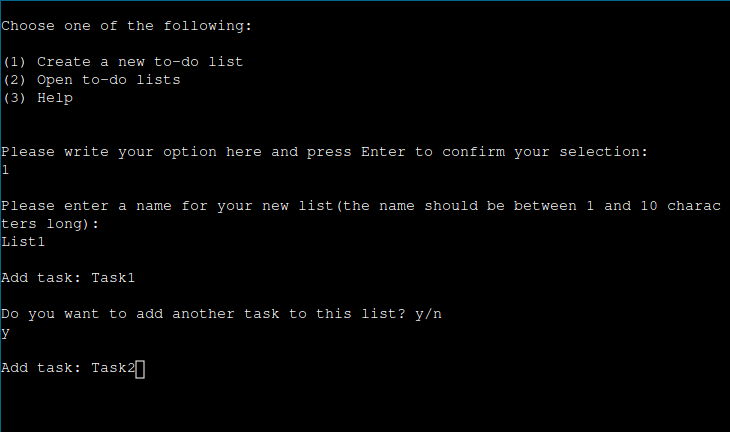 Choose one of the following:
(1) Create a new to-do list
(2) Open to-do lists
(3) Help
Please write your option here and press Enter to confirm your selection:
1
Please enter a name for your new list(the name should be between 1 and 10 charac
ters long):
List1
Add task: Task1
Do you want to add another task to this list? y/n
y
Add task: Task2